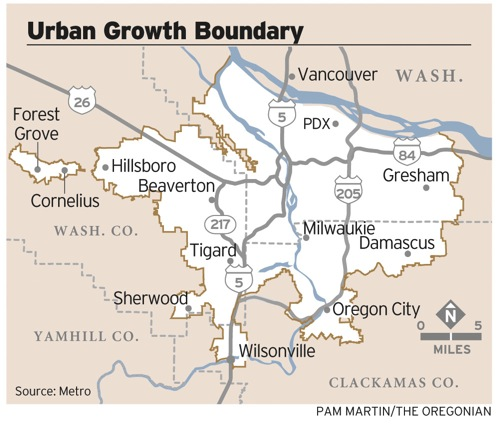 Urban Growth Boundary
Vancouver
WASH.
26
5
PDX
Forest
Grove
84
Hillsboro
Gresham
Beaverton
205
Cornelius
217
WASH. CO.
Milwaukie
Damascus
Tigard
5
Sherwood
Oregon City
N
0 5
MILES
YAMHILL CO.
Wilsonville
CLACKAMAS CO.
Source: Metro
PAM MARTIN/THE OREGONIAN